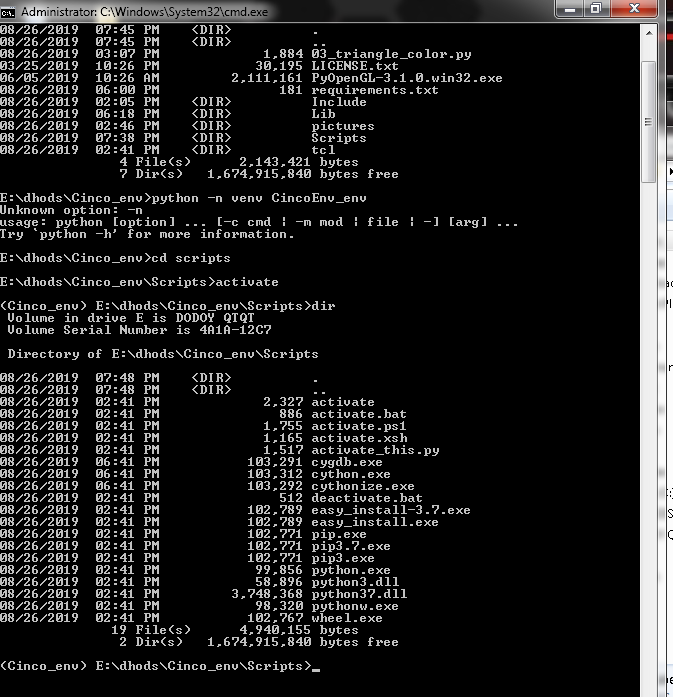 Administrator: C:\Windows\System32\cmd.exe
08/26/2019  07:45 PM    <DIR>          .
08/26/2019  07:45 PM    <DIR>          ..
08/26/2019  03:07 PM             1,884 03_triangle_color.py
03/25/2019  10:26 PM            30,195 LICENSE.txt
06/05/2019  10:26 AM         2,111,161 PyOpenGL-3.1.0.win32.exe
08/26/2019  06:00 PM               181 requirements.txt
08/26/2019  02:05 PM    <DIR>          Include
08/26/2019  06:18 PM    <DIR>          Lib
08/26/2019  02:46 PM    <DIR>          pictures
08/26/2019  07:38 PM    <DIR>          Scripts
08/26/2019  02:41 PM    <DIR>          tcl
               4 File(s)      2,143,421 bytes
               7 Dir(s)   1,674,915,840 bytes free
E:\dhods\Cinco_env>python -n venv CincoEnv_env
Unknown option: -n
usage: python [option] ... [-c cmd | -m mod | file | -] [arg] ...
Try `python -h' for more information.
E:\dhods\Cinco_env>cd scripts
E:\dhods\Cinco_env\Scripts>activate
(Cinco_env) E:\dhods\Cinco_env\Scripts>dir
 Volume in drive E is DODOY QTQT
 Volume Serial Number is 4A1A-12C7
 Directory of E:\dhods\Cinco_env\Scripts
08/26/2019  07:48 PM    <DIR>          .
08/26/2019  07:48 PM    <DIR>          ..
08/26/2019  02:41 PM             2,327 activate
08/26/2019  02:41 PM               886 activate.bat
08/26/2019  02:41 PM             1,755 activate.ps1
08/26/2019  02:41 PM             1,165 activate.xsh
08/26/2019  02:41 PM             1,517 activate_this.py
08/26/2019  06:41 PM           103,291 cygdb.exe
08/26/2019  06:41 PM           103,312 cython.exe
08/26/2019  06:41 PM           103,292 cythonize.exe
08/26/2019  02:41 PM               512 deactivate.bat
08/26/2019  02:41 PM           102,789 easy_install-3.7.exe
08/26/2019  02:41 PM           102,789 easy_install.exe
08/26/2019  02:41 PM           102,771 pip.exe
08/26/2019  02:41 PM           102,771 pip3.7.exe
08/26/2019  02:41 PM           102,771 pip3.exe
08/26/2019  02:41 PM            99,856 python.exe
08/26/2019  02:41 PM            58,896 python3.dll
08/26/2019  02:41 PM         3,748,368 python37.dll
08/26/2019  02:41 PM            98,320 pythonw.exe
08/26/2019  02:41 PM           102,767 wheel.exe
              19 File(s)      4,940,155 bytes
               2 Dir(s)   1,674,915,840 bytes free
(Cinco_env) E:\dhods\Cinco_env\Scripts>_